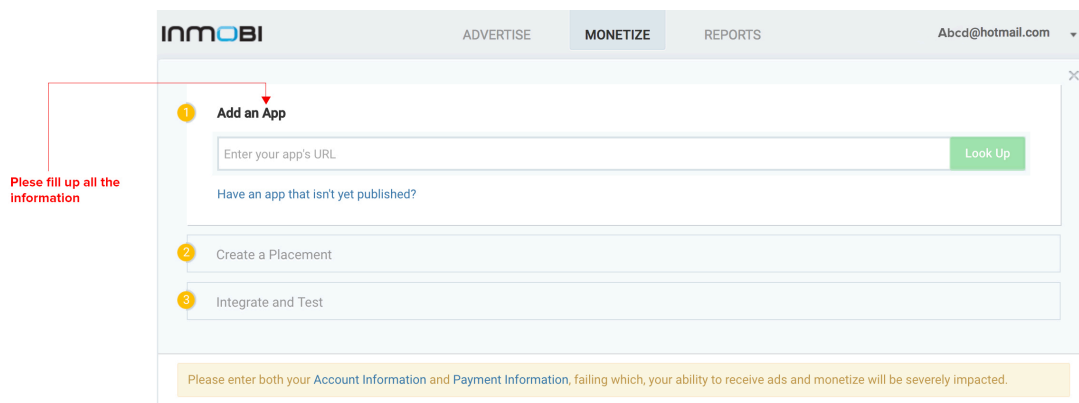 INMOBI ADVERTISE MONETIZE REPORTS Abcd@hotmail.com
1 Add an App
Enter your app's URL Look Up
Plese fill up all the
information
Have an app that isn't yet published?
2 Create a Placement
3 Integrate and Test
Please enter both your Account Information and Payment Information, failing which, your ability to receive ads and monetize will be severely impacted.